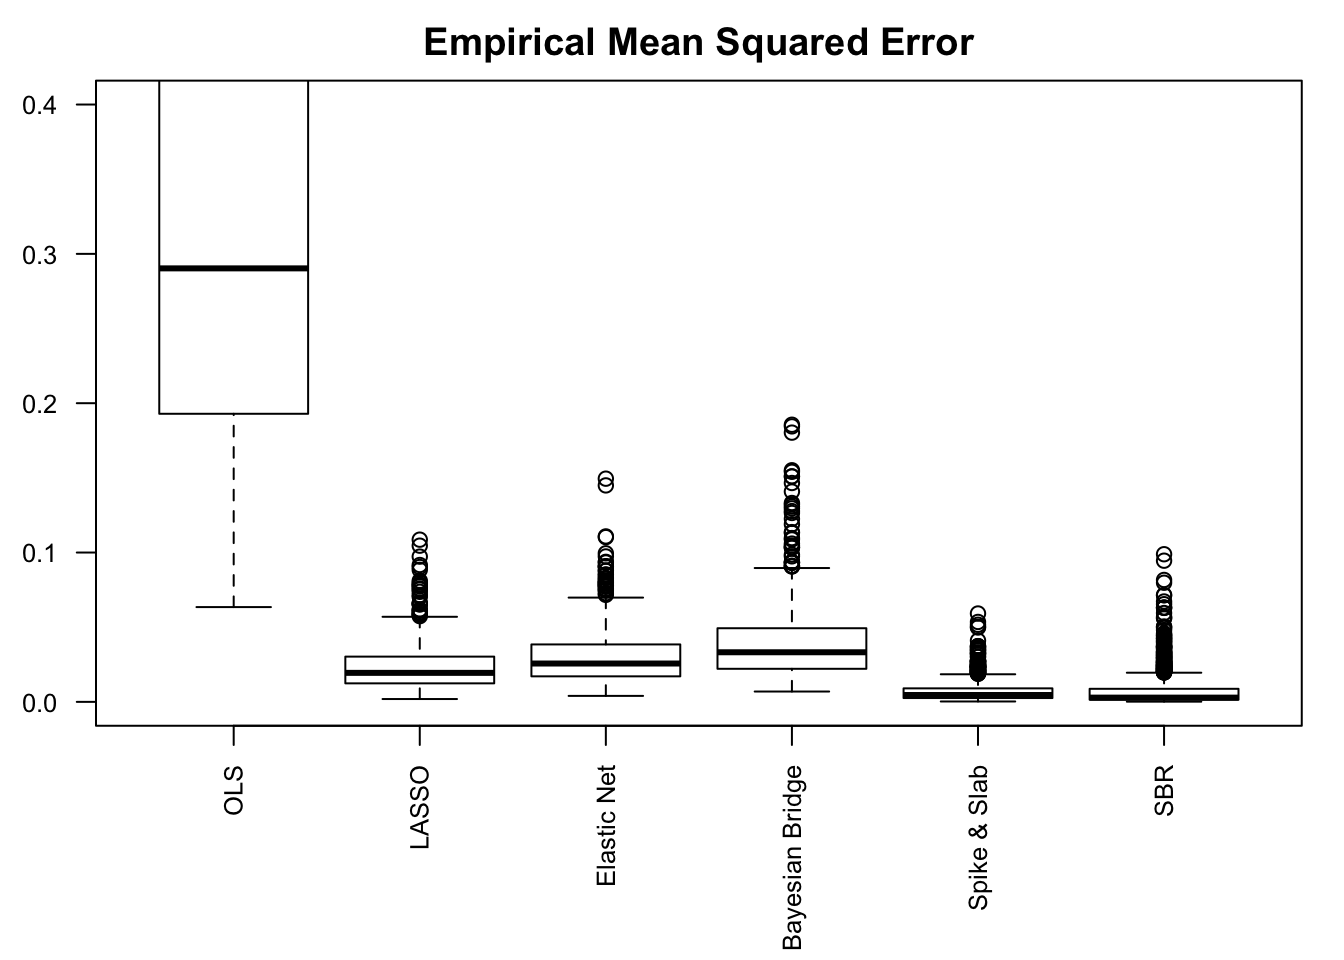 Empirical Mean Squared Error
0.4
0.3
0.2
0.1
0.0
OLS
LASSO
Elastic Net
Bayesian Bridge
Spike & Slab
SBR